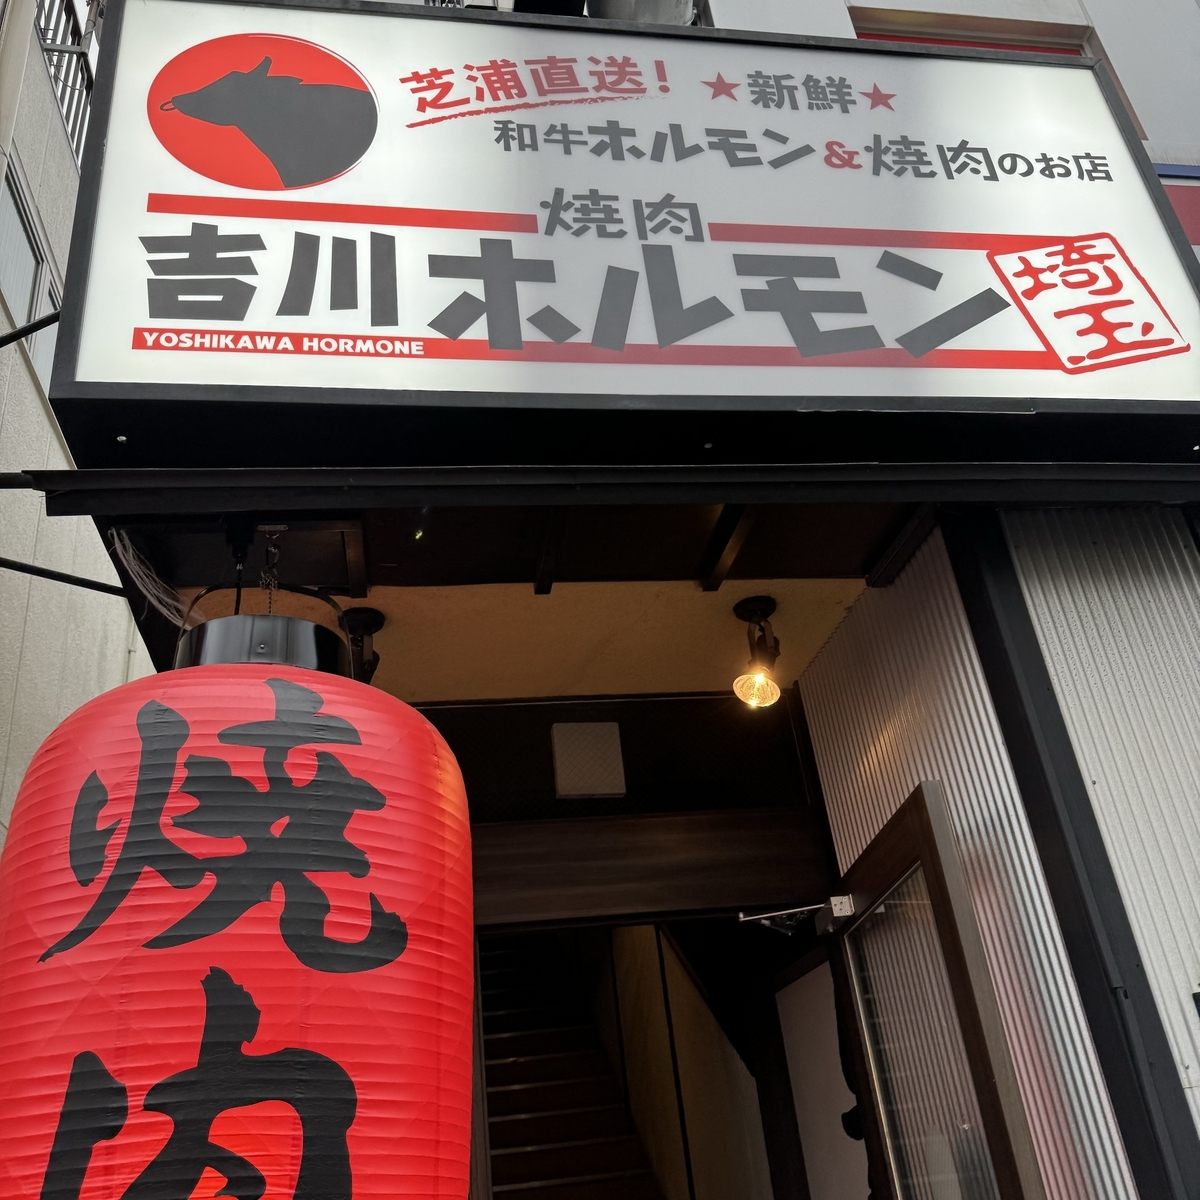 芝浦直送! ★新鮮★
和牛ホルモン&焼肉のお店
焼肉
吉川ホルモン
埼玉
YOSHIKAWA HORMONE
焼肉